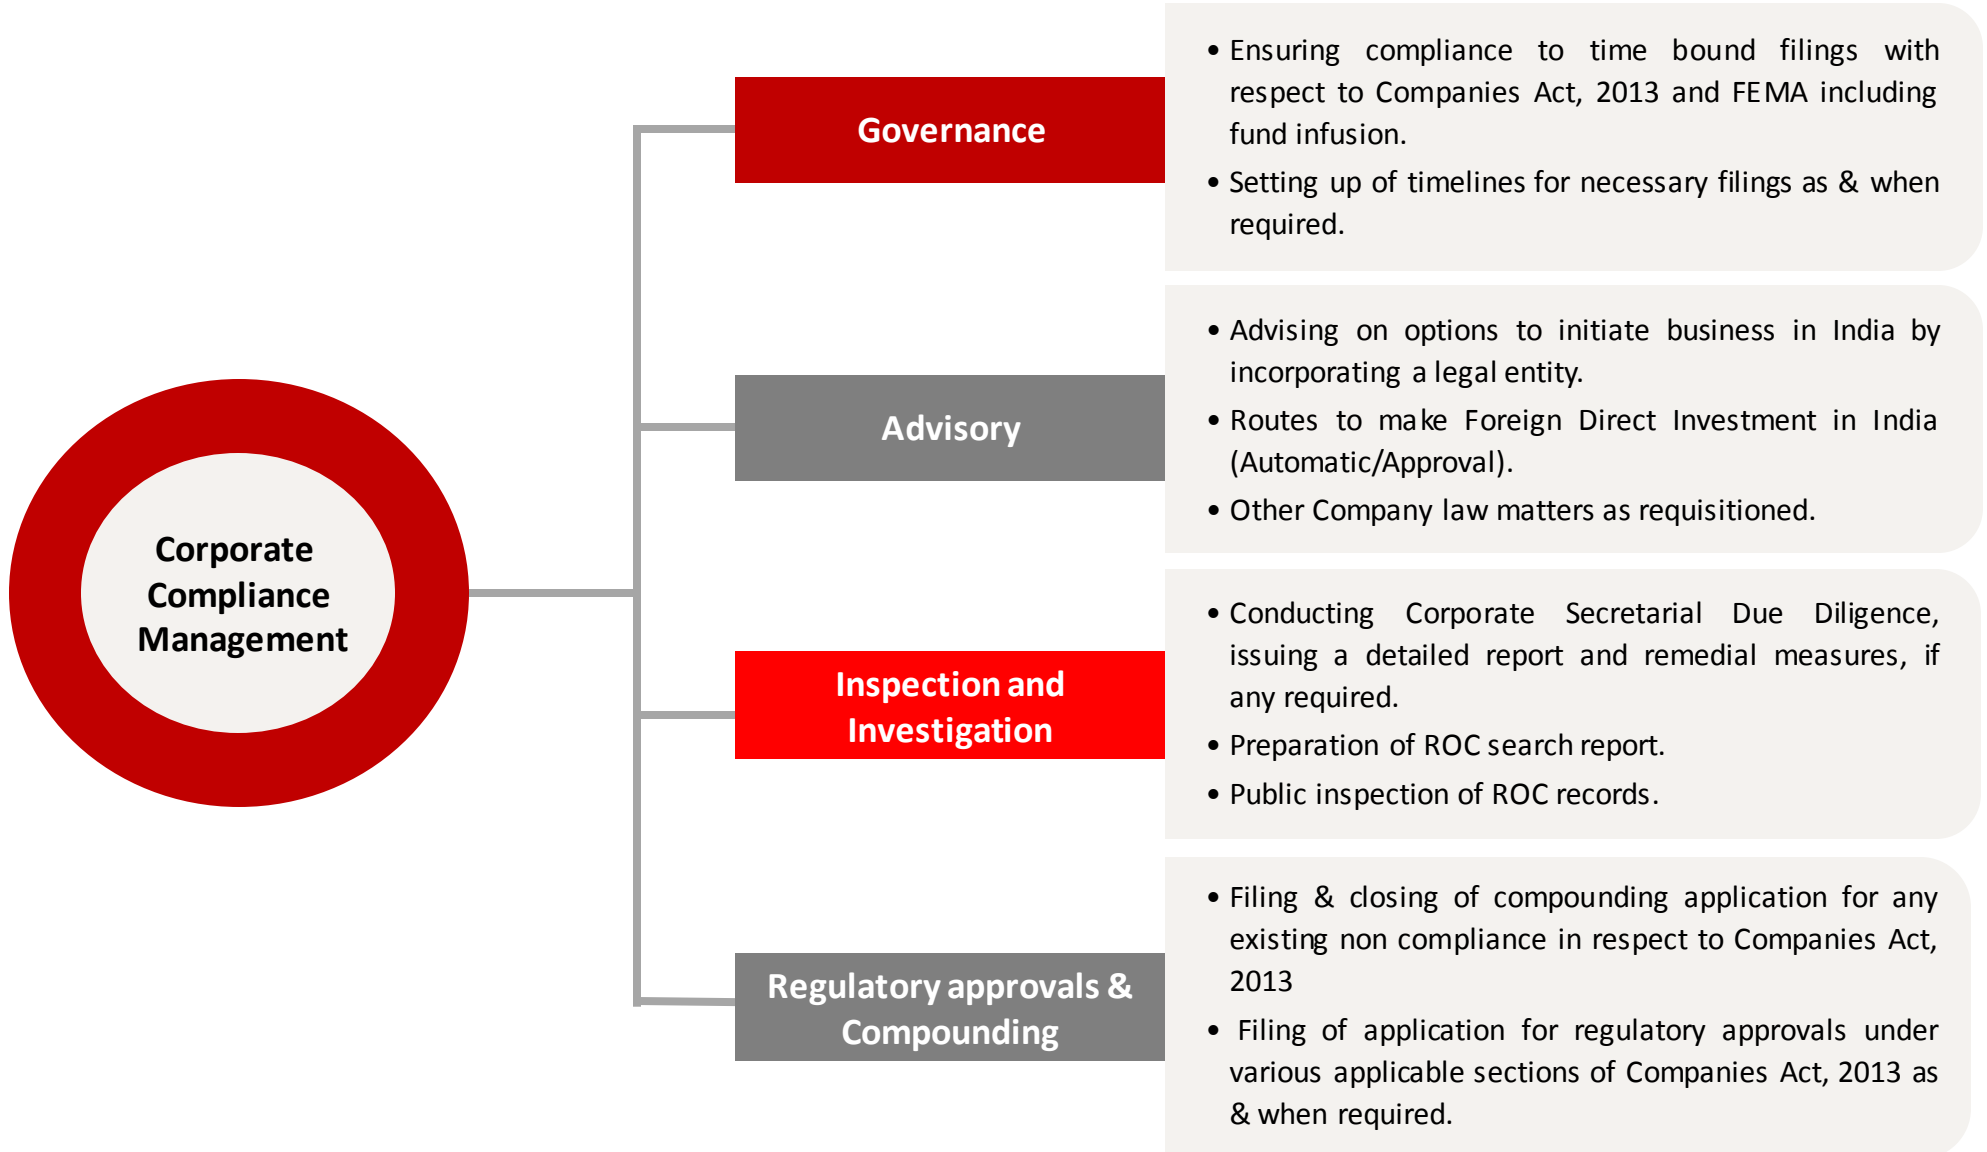 Corporate
Compliance
Management
Governance
• Ensuring compliance to time bound filings with
respect to Companies Act, 2013 and FEMA including
fund infusion.
• Setting up of timelines for necessary filings as & when
required.
Advisory
• Advising on options to initiate business in India by
incorporating a legal entity.
• Routes to make Foreign Direct Investment in India
(Automatic/Approval).
• Other Company law matters as requisitioned.
Inspection and
Investigation
• Conducting Corporate Secretarial Due Diligence,
issuing a detailed report and remedial measures, if
any required.
• Preparation of ROC search report.
• Public inspection of ROC records.
Regulatory approvals &
Compounding
• Filing & closing of compounding application for any
existing non compliance in respect to Companies Act,
2013
• Filing of application for regulatory approvals under
various applicable sections of Companies Act, 2013 as
& when required.